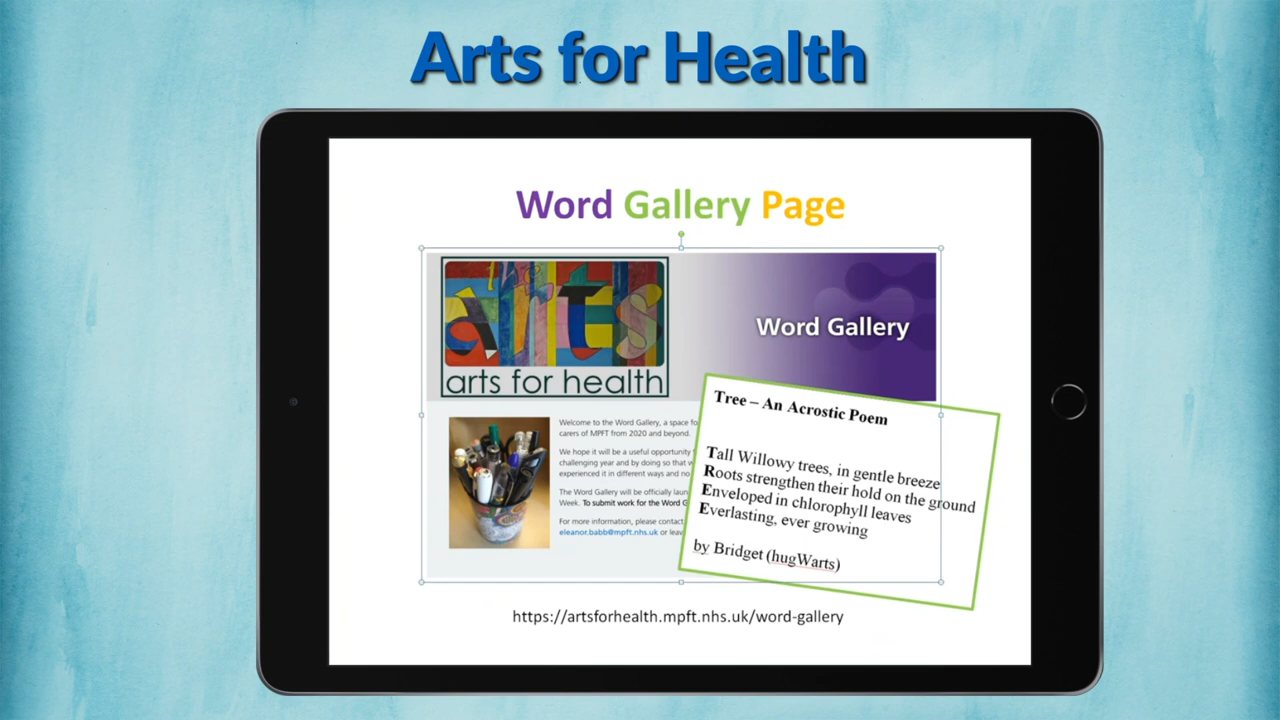 Arts for Health
Word Gallery Page
arts
arts for health
Word Gallery
Welcome to the Word Gallery, a space fo
carers of MPFT from 2020 and beyond.
We hope it will be a useful opportunity
challenging year and by doing so that w
experienced it in different ways and no
The Word Gallery will be officially laun
Week. To submit work for the Word G
For more information, please contact
eleanor.babb@mpft.nhs.uk or leav
Tree – An Acrostic Poem
Tall Willowy trees, in gentle breeze
Roots strengthen their hold on the ground
Enveloped in chlorophyll leaves
Everlasting, ever growing
by Bridget (hugWarts)
https://artsforhealth.mpft.nhs.uk/word-gallery